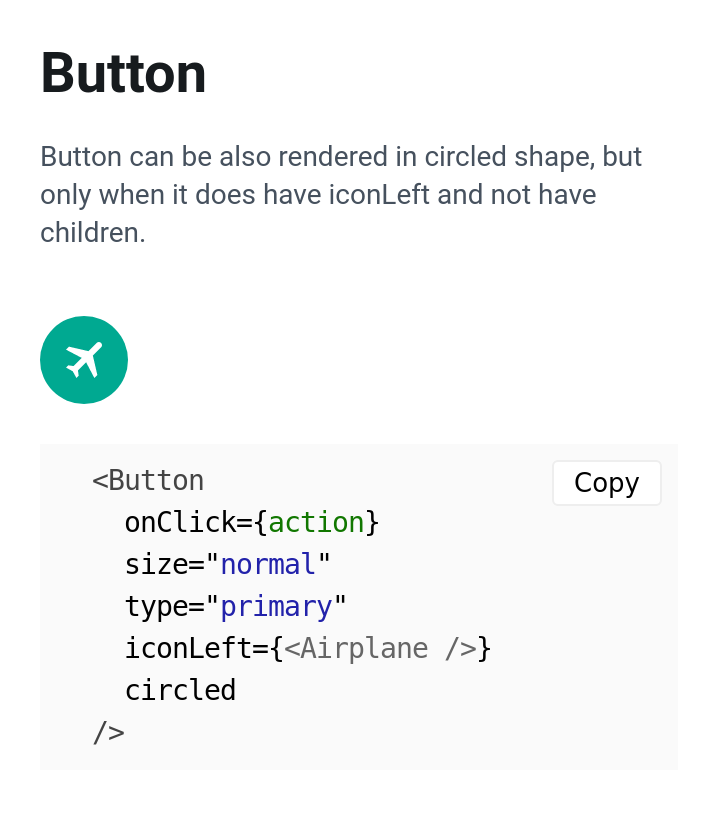 Button
Button can be also rendered in circled shape, but
only when it does have iconLeft and not have
children.
<Button
Copy
onClick={action}
size="normal"
type="primary"
iconLeft={<Airplane />}
circled
/>